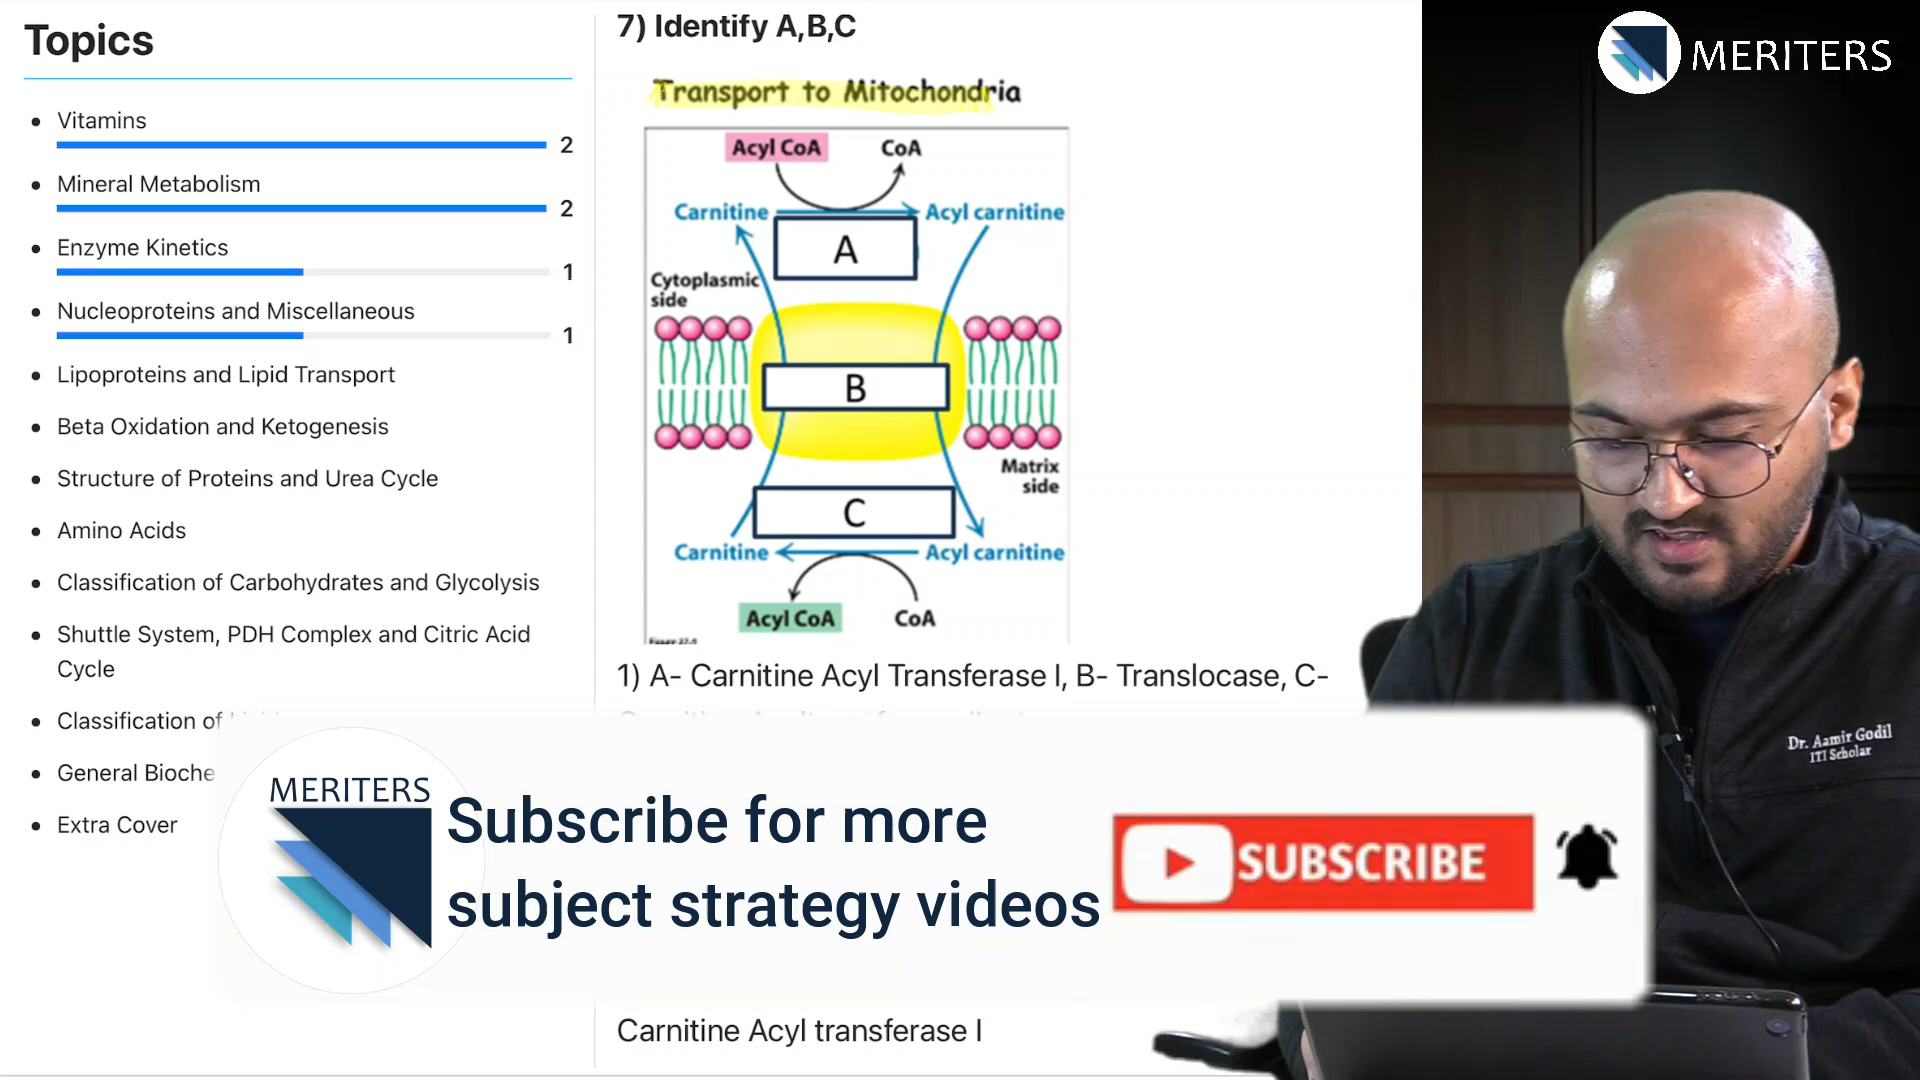 Topics
Vitamins
2
Mineral Metabolism
2
Enzyme Kinetics
1
Nucleoproteins and Miscellaneous
1
Lipoproteins and Lipid Transport
Beta Oxidation and Ketogenesis
Structure of Proteins and Urea Cycle
Amino Acids
Classification of Carbohydrates and Glycolysis
Shuttle System, PDH Complex and Citric Acid
Cycle
Classification of
General Bioche
Extra Cover
7) Identify A,B,C
Transport to Mitochondria
Acyl CoA
CoA
Carnitine
Acyl carnitine
A
Cytoplasmic
side
B
Matrix
side
C
Carnitine
Acyl carnitine
Acyl CoA
CoA
1) A- Carnitine Acyl Transferase I, B- Translocase, C-
Carnitine Acyl transferase I
MERITERS
Dr. Aamir Godil
ITI Scholar
MERITERS
Subscribe for more
subject strategy videos
SUBSCRIBE